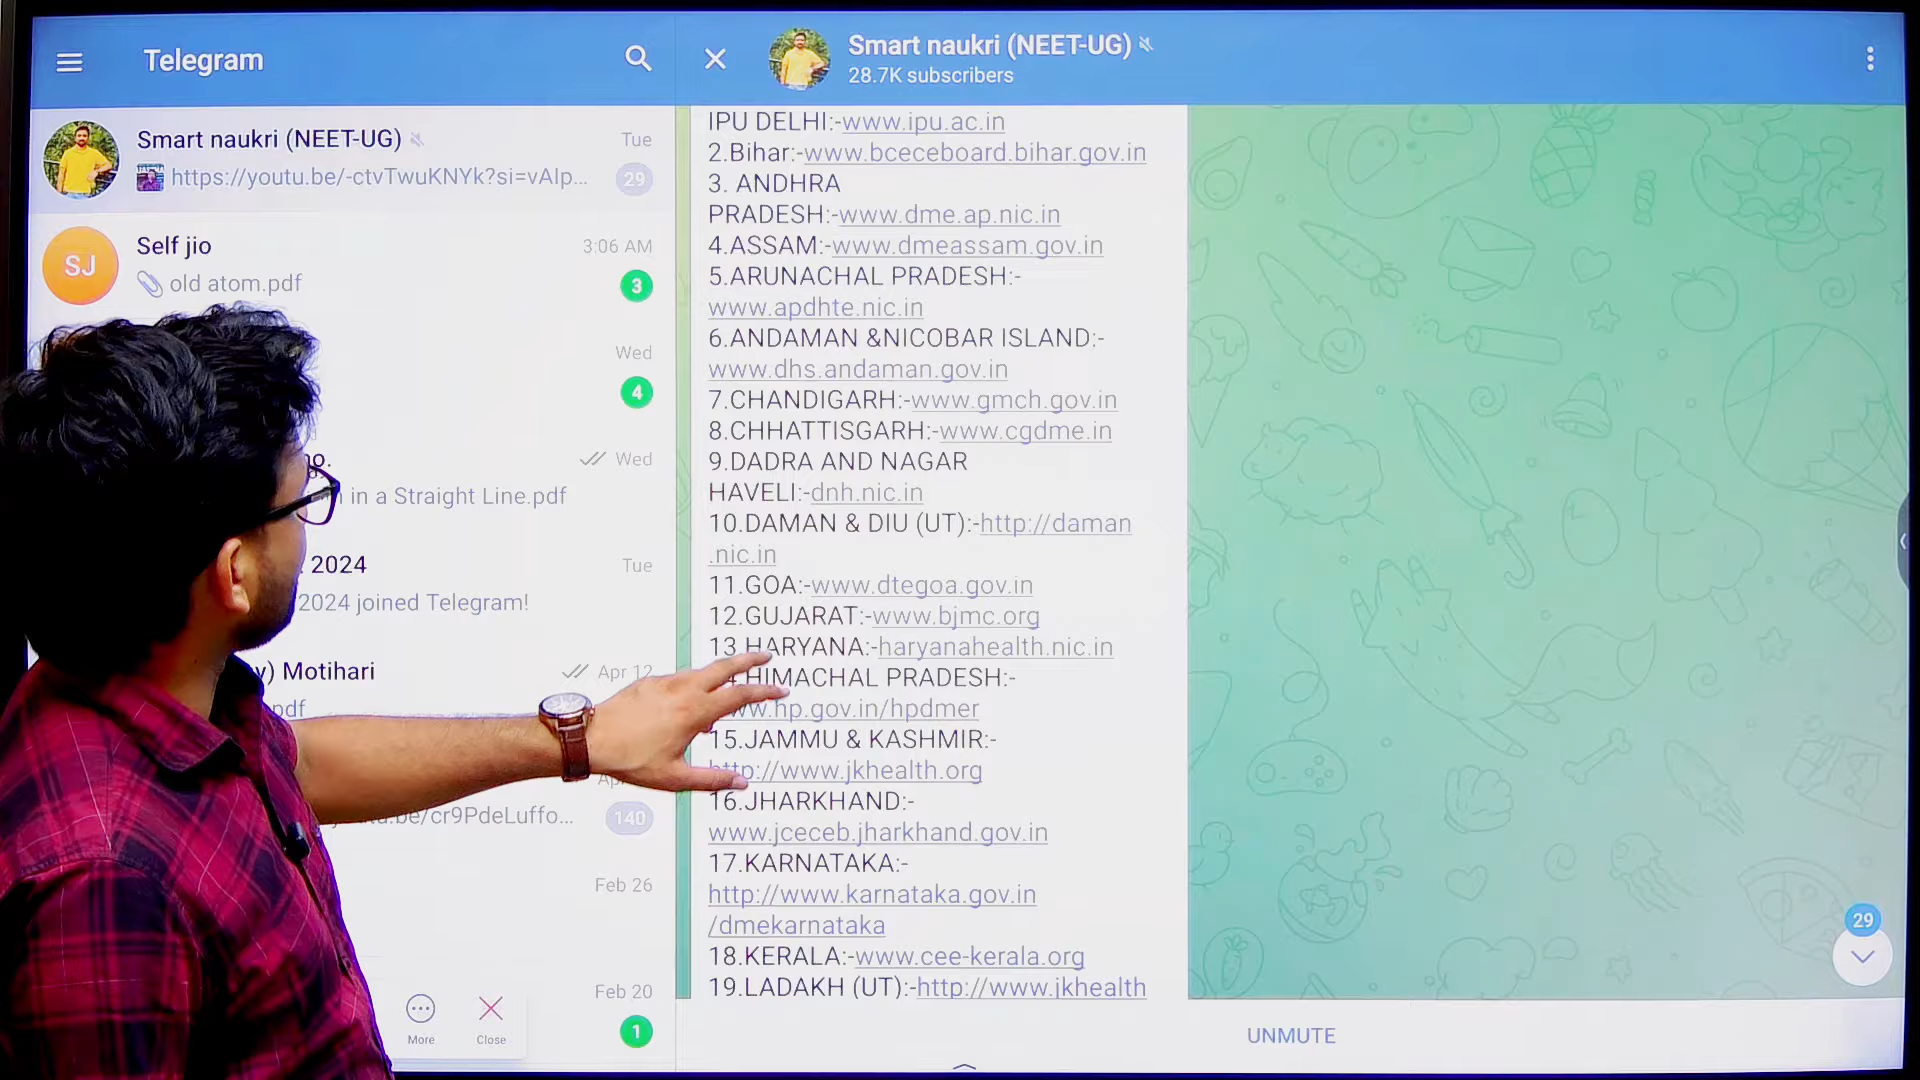 Telegram
Smart naukri (NEET-UG)
28.7K subscribers
Smart naukri (NEET-UG)
Tue
https://youtu.be/-ctvTwuKNYk?si=vAIp...
29
SJ
Self jio
3:06 AM
old atom.pdf
3
Wed
4
no.
Wed
in a Straight Line.pdf
2024
Tue
2024 joined Telegram!
y) Motihari
Apr 12
pdf
be/cr9PdeLuffo...
140
Feb 26
Feb 20
1
More
Close
IPU DELHI:-www.ipu.ac.in
2.Bihar:-www.bceceboard.bihar.gov.in
3. ANDHRA
PRADESH:-www.dme.ap.nic.in
4.ASSAM:-www.dmeassam.gov.in
5.ARUNACHAL PRADESH:-
www.apdhte.nic.in
6.ANDAMAN &NICOBAR ISLAND:-
www.dhs.andaman.gov.in
7.CHANDIGARH:-www.gmch.gov.in
8.CHHATTISGARH:-www.cgdme.in
9.DADRA AND NAGAR
HAVELI:-dnh.nic.in
10.DAMAN & DIU (UT):-http://daman
.nic.in
11.GOA:-www.dtegoa.gov.in
12.GUJARAT:-www.bjmc.org
13.HARYANA:-haryanahealth.nic.in
4.HIMACHAL PRADESH:-
www.hp.gov.in/hpdmer
15.JAMMU & KASHMIR:-
http://www.jkhealth.org
16.JHARKHAND:-
www.jceceb.jharkhand.gov.in
17.KARNATAKA:-
http://www.karnataka.gov.in
/dmekarnataka
18.KERALA:-www.cee-kerala.org
19.LADAKH (UT):-http://www.jkhealth
29
UNMUTE